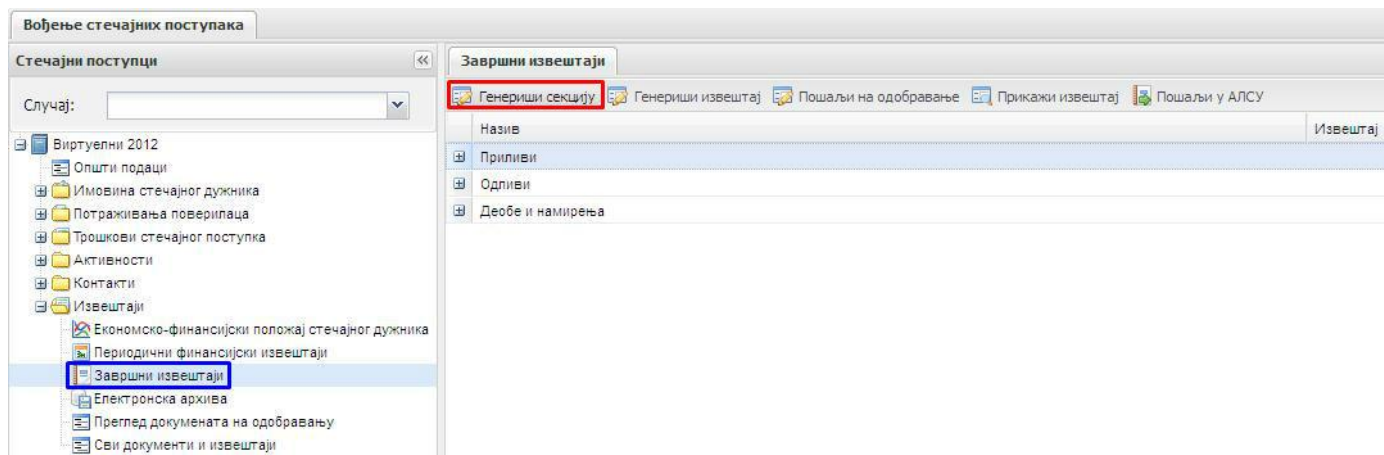 Вођење стечајних поступака
Стечајни поступци
Случај:
Виртуелни 2012
Општи подаци
Имовина стечајног дужника
Потраживања поверилаца
Трошкови стечајног поступка
Активности
Контакти
Извештаји
Економско-финансијски положај стечајног дужника
Периодични финансијски извештаји
Завршни извештаји
Електронска архива
Преглед докумената на одобравању
Сви документи и извештаји
Завршни извештаји
Генериши секцију Генериши извештај Пошаљи на одобравање Прикажи извештај Пошаљи у АЛСУ
Назив Извештај
Приливи
Одливи
Деобе и намирења